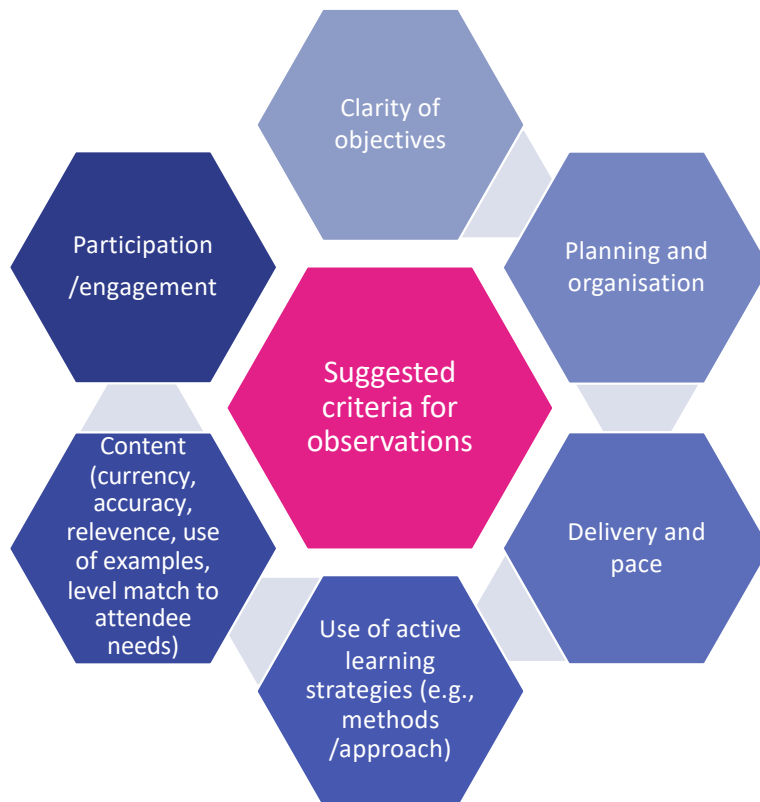 Clarity of
objectives
Planning and
organisation
Delivery and
pace
Use of active
learning
strategies (e.g.,
methods
/approach)
Content
(currency,
accuracy,
relevence, use
of examples,
level match to
attendee
needs)
Participation
/engagement
Suggested
criteria for
observations